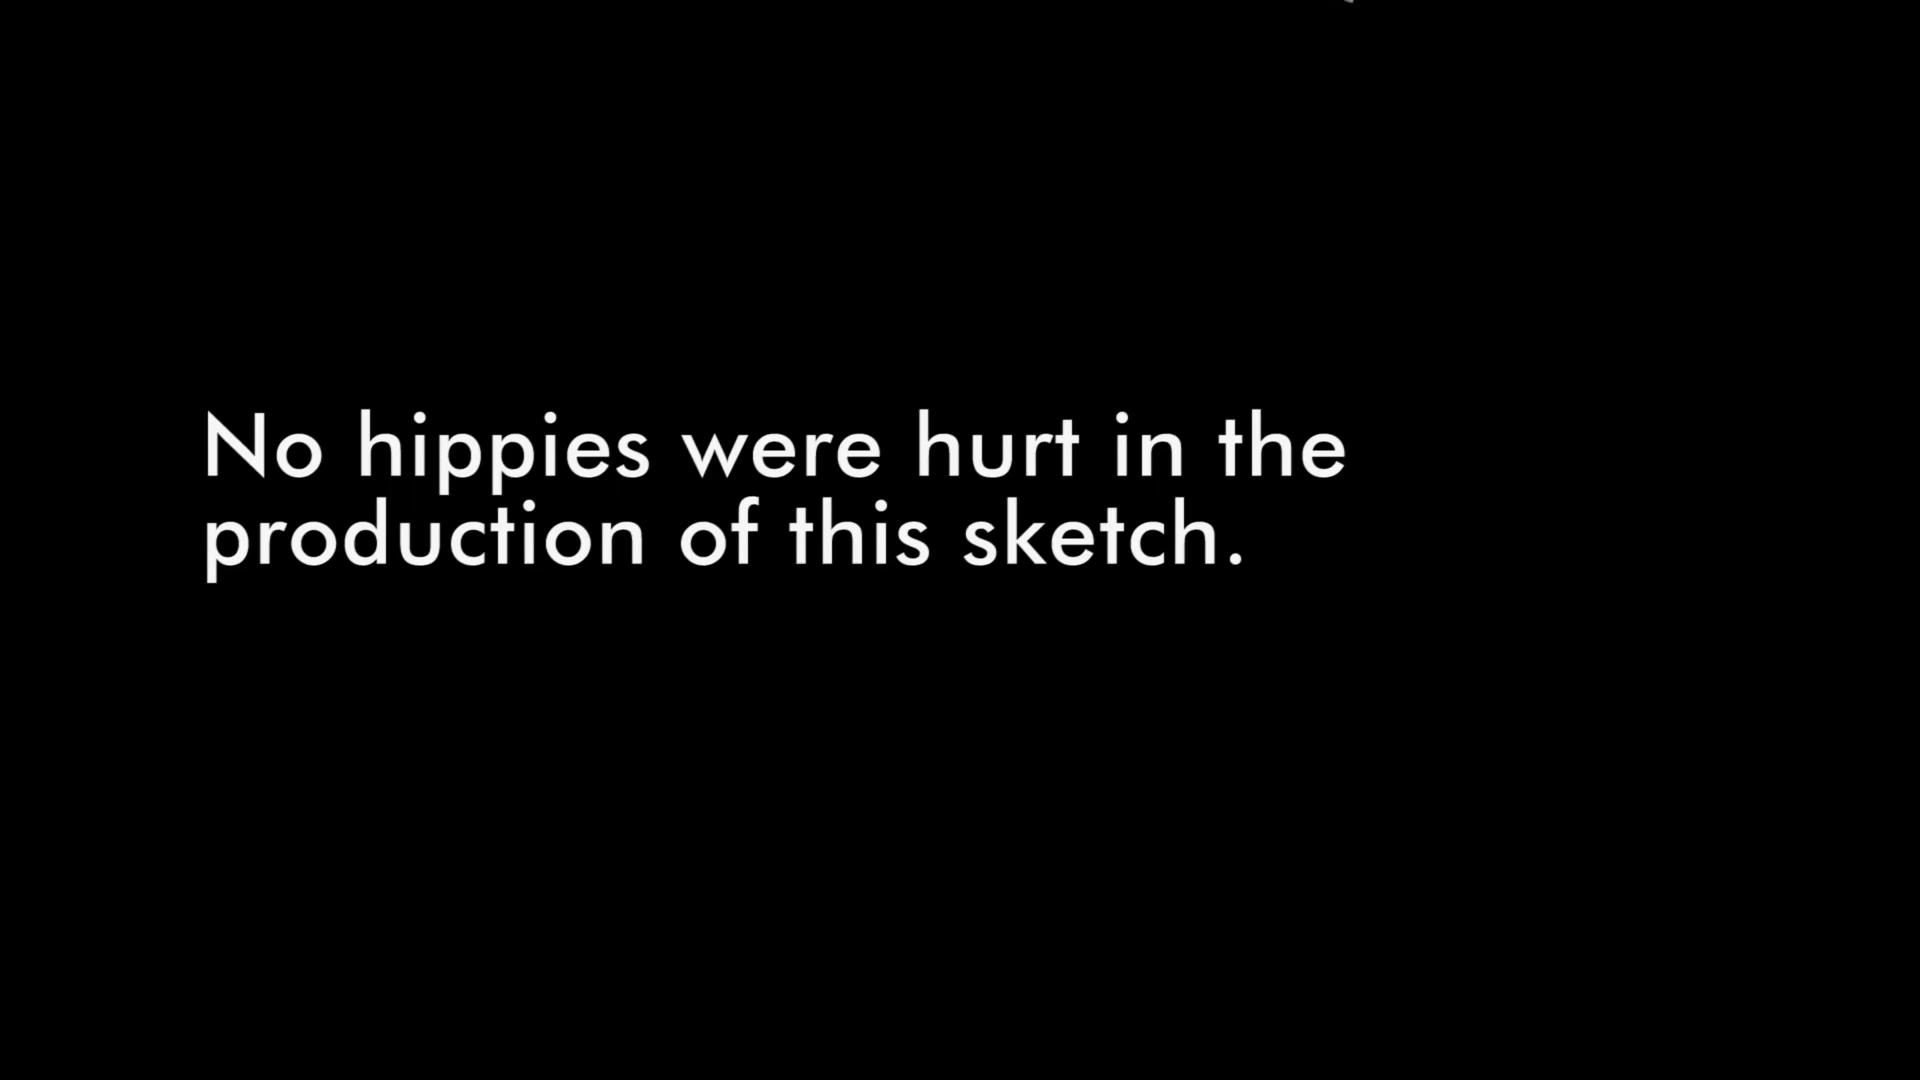 No hippies were hurt in the
production of this sketch.